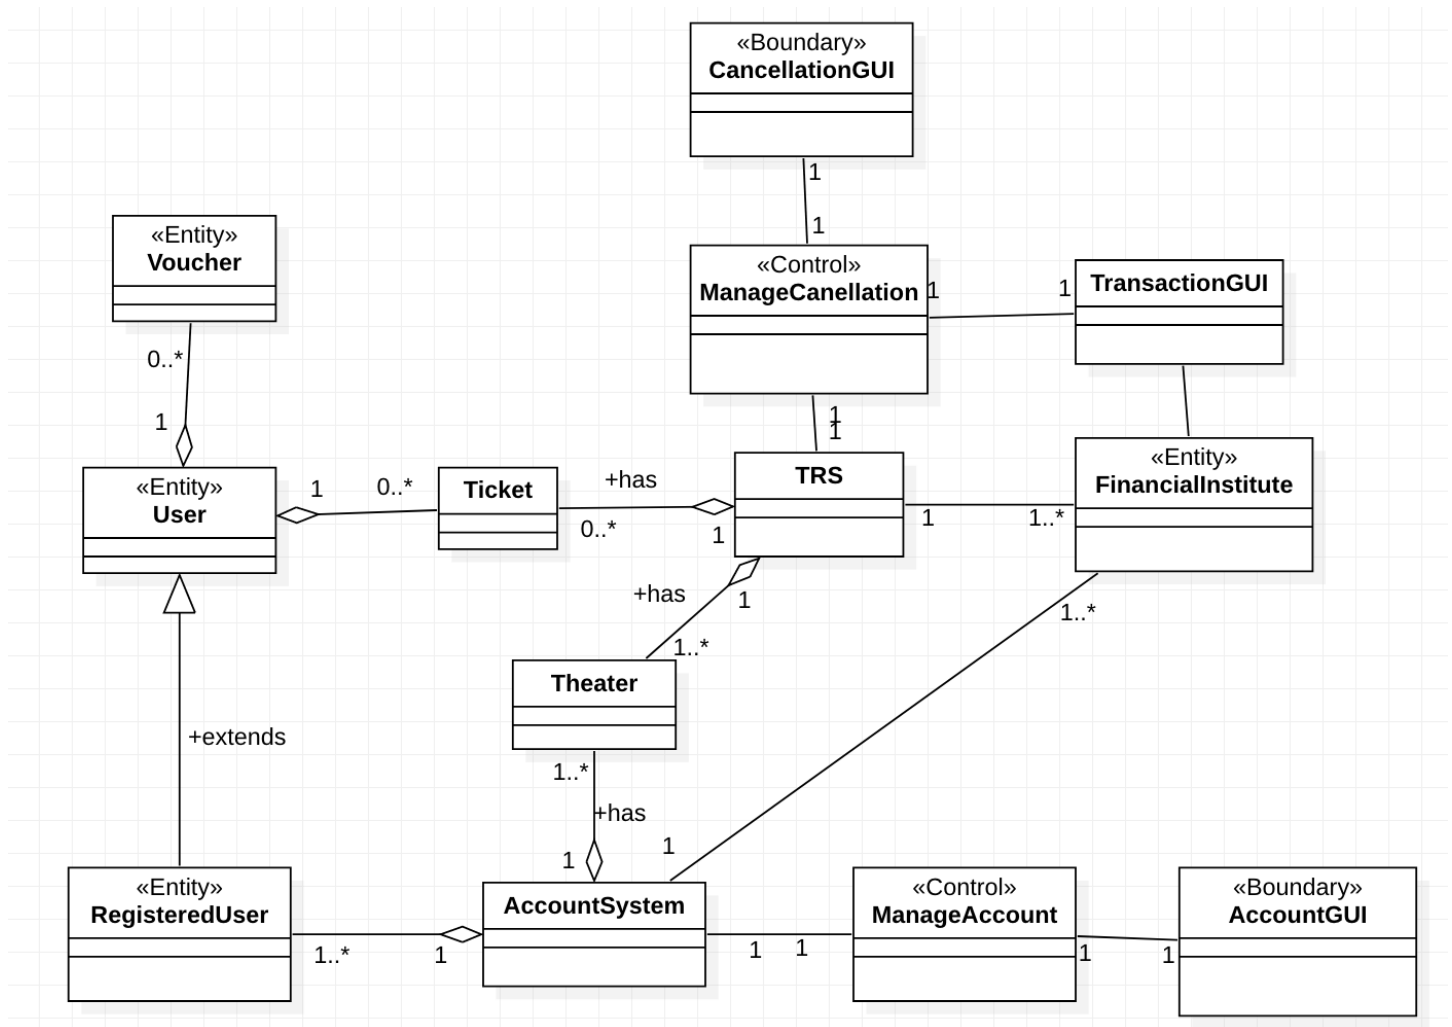 «Boundary»
CancellationGUI
1
1
«Control»
ManageCanellation
1
1
TransactionGUI
«Entity»
Voucher
0..*
1
1
1
«Entity»
User
1
0..*
Ticket
+has
0..*
1
TRS
1
1..*
«Entity»
FinancialInstitute
+has
1
1..*
1..*
Theater
+extends
1..*
+has
1
1
«Entity»
RegisteredUser
1..*
1
AccountSystem
1
1
«Control»
ManageAccount
1
1
«Boundary»
AccountGUI